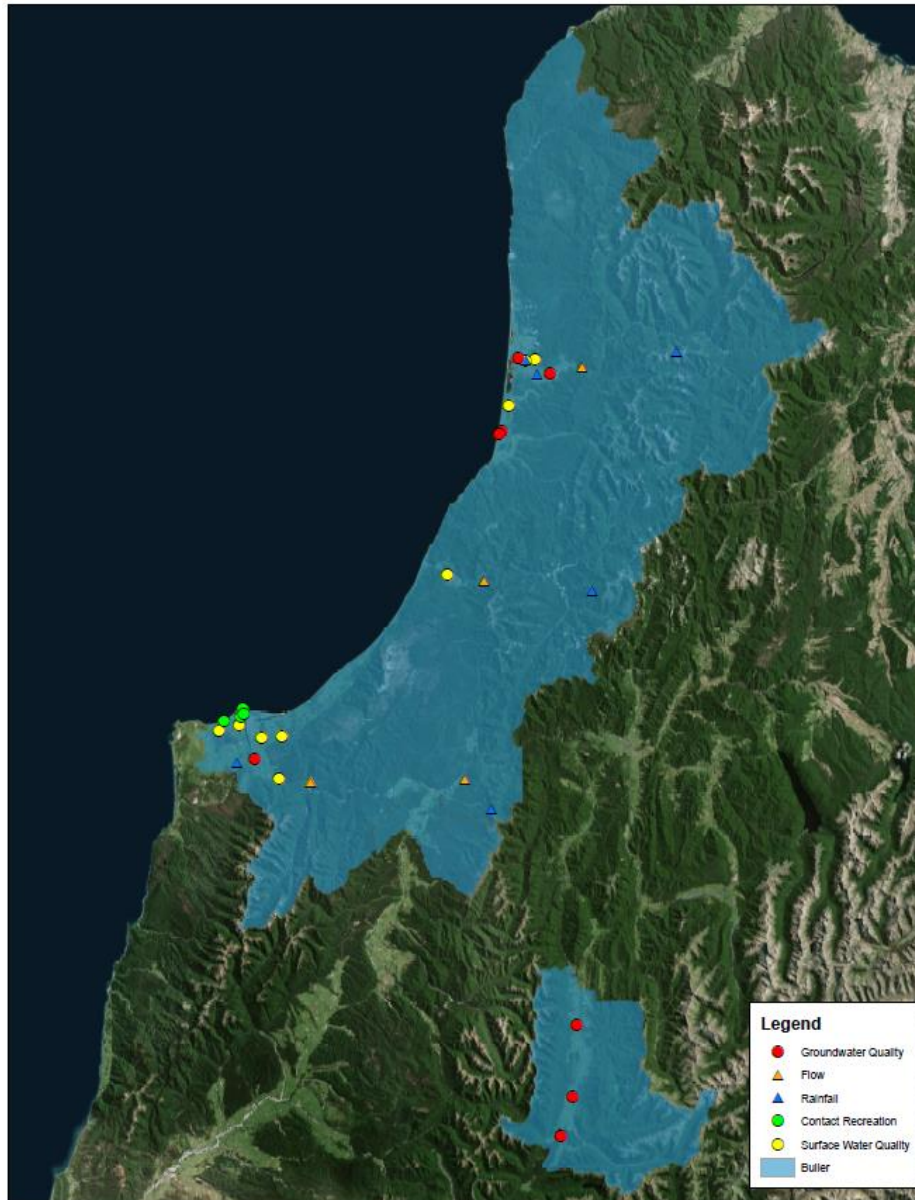 Legend
Groundwater Quality
Flow
Rainfall
Contact Recreation
Surface Water Quality
Buller